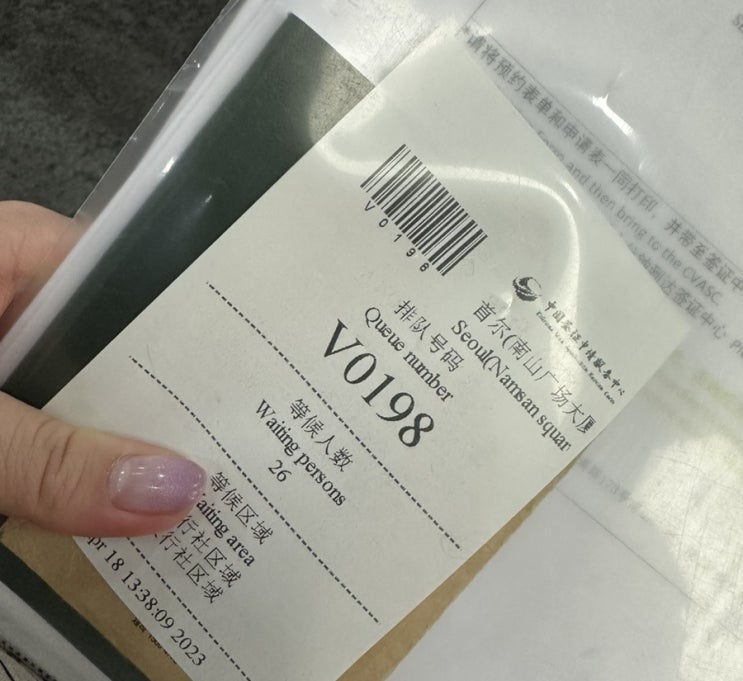 中国签证申请服务中心
首尔(南山广场大厦
Seoul(Namsan squar
V0198
排队号码
Queue number
V0198
等候人数
Waiting persons
26
等候区域
aiting area
行社区域
行社区域
pr 18 13:38:09 2023
请将预约表单和申请表一同打印，并带至签证中
and then bring to the CVASC.